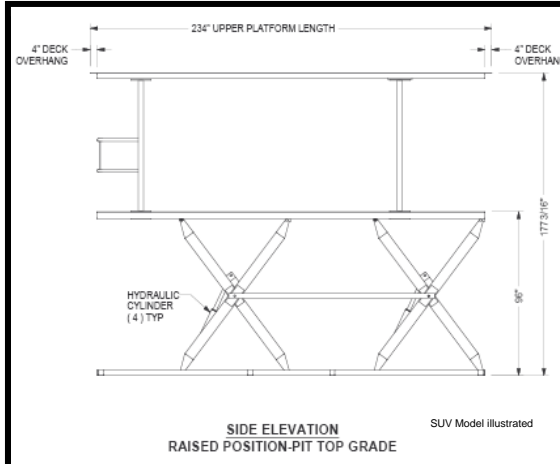 234" UPPER PLATFORM LENGTH
4" DECK
OVERHANG
4" DECK
OVERHANG
177 3/16"
96"
HYDRAULIC
CYLINDER
( 4 ) TYP
SIDE ELEVATION
RAISED POSITION-PIT TOP GRADE
SUV Model illustrated